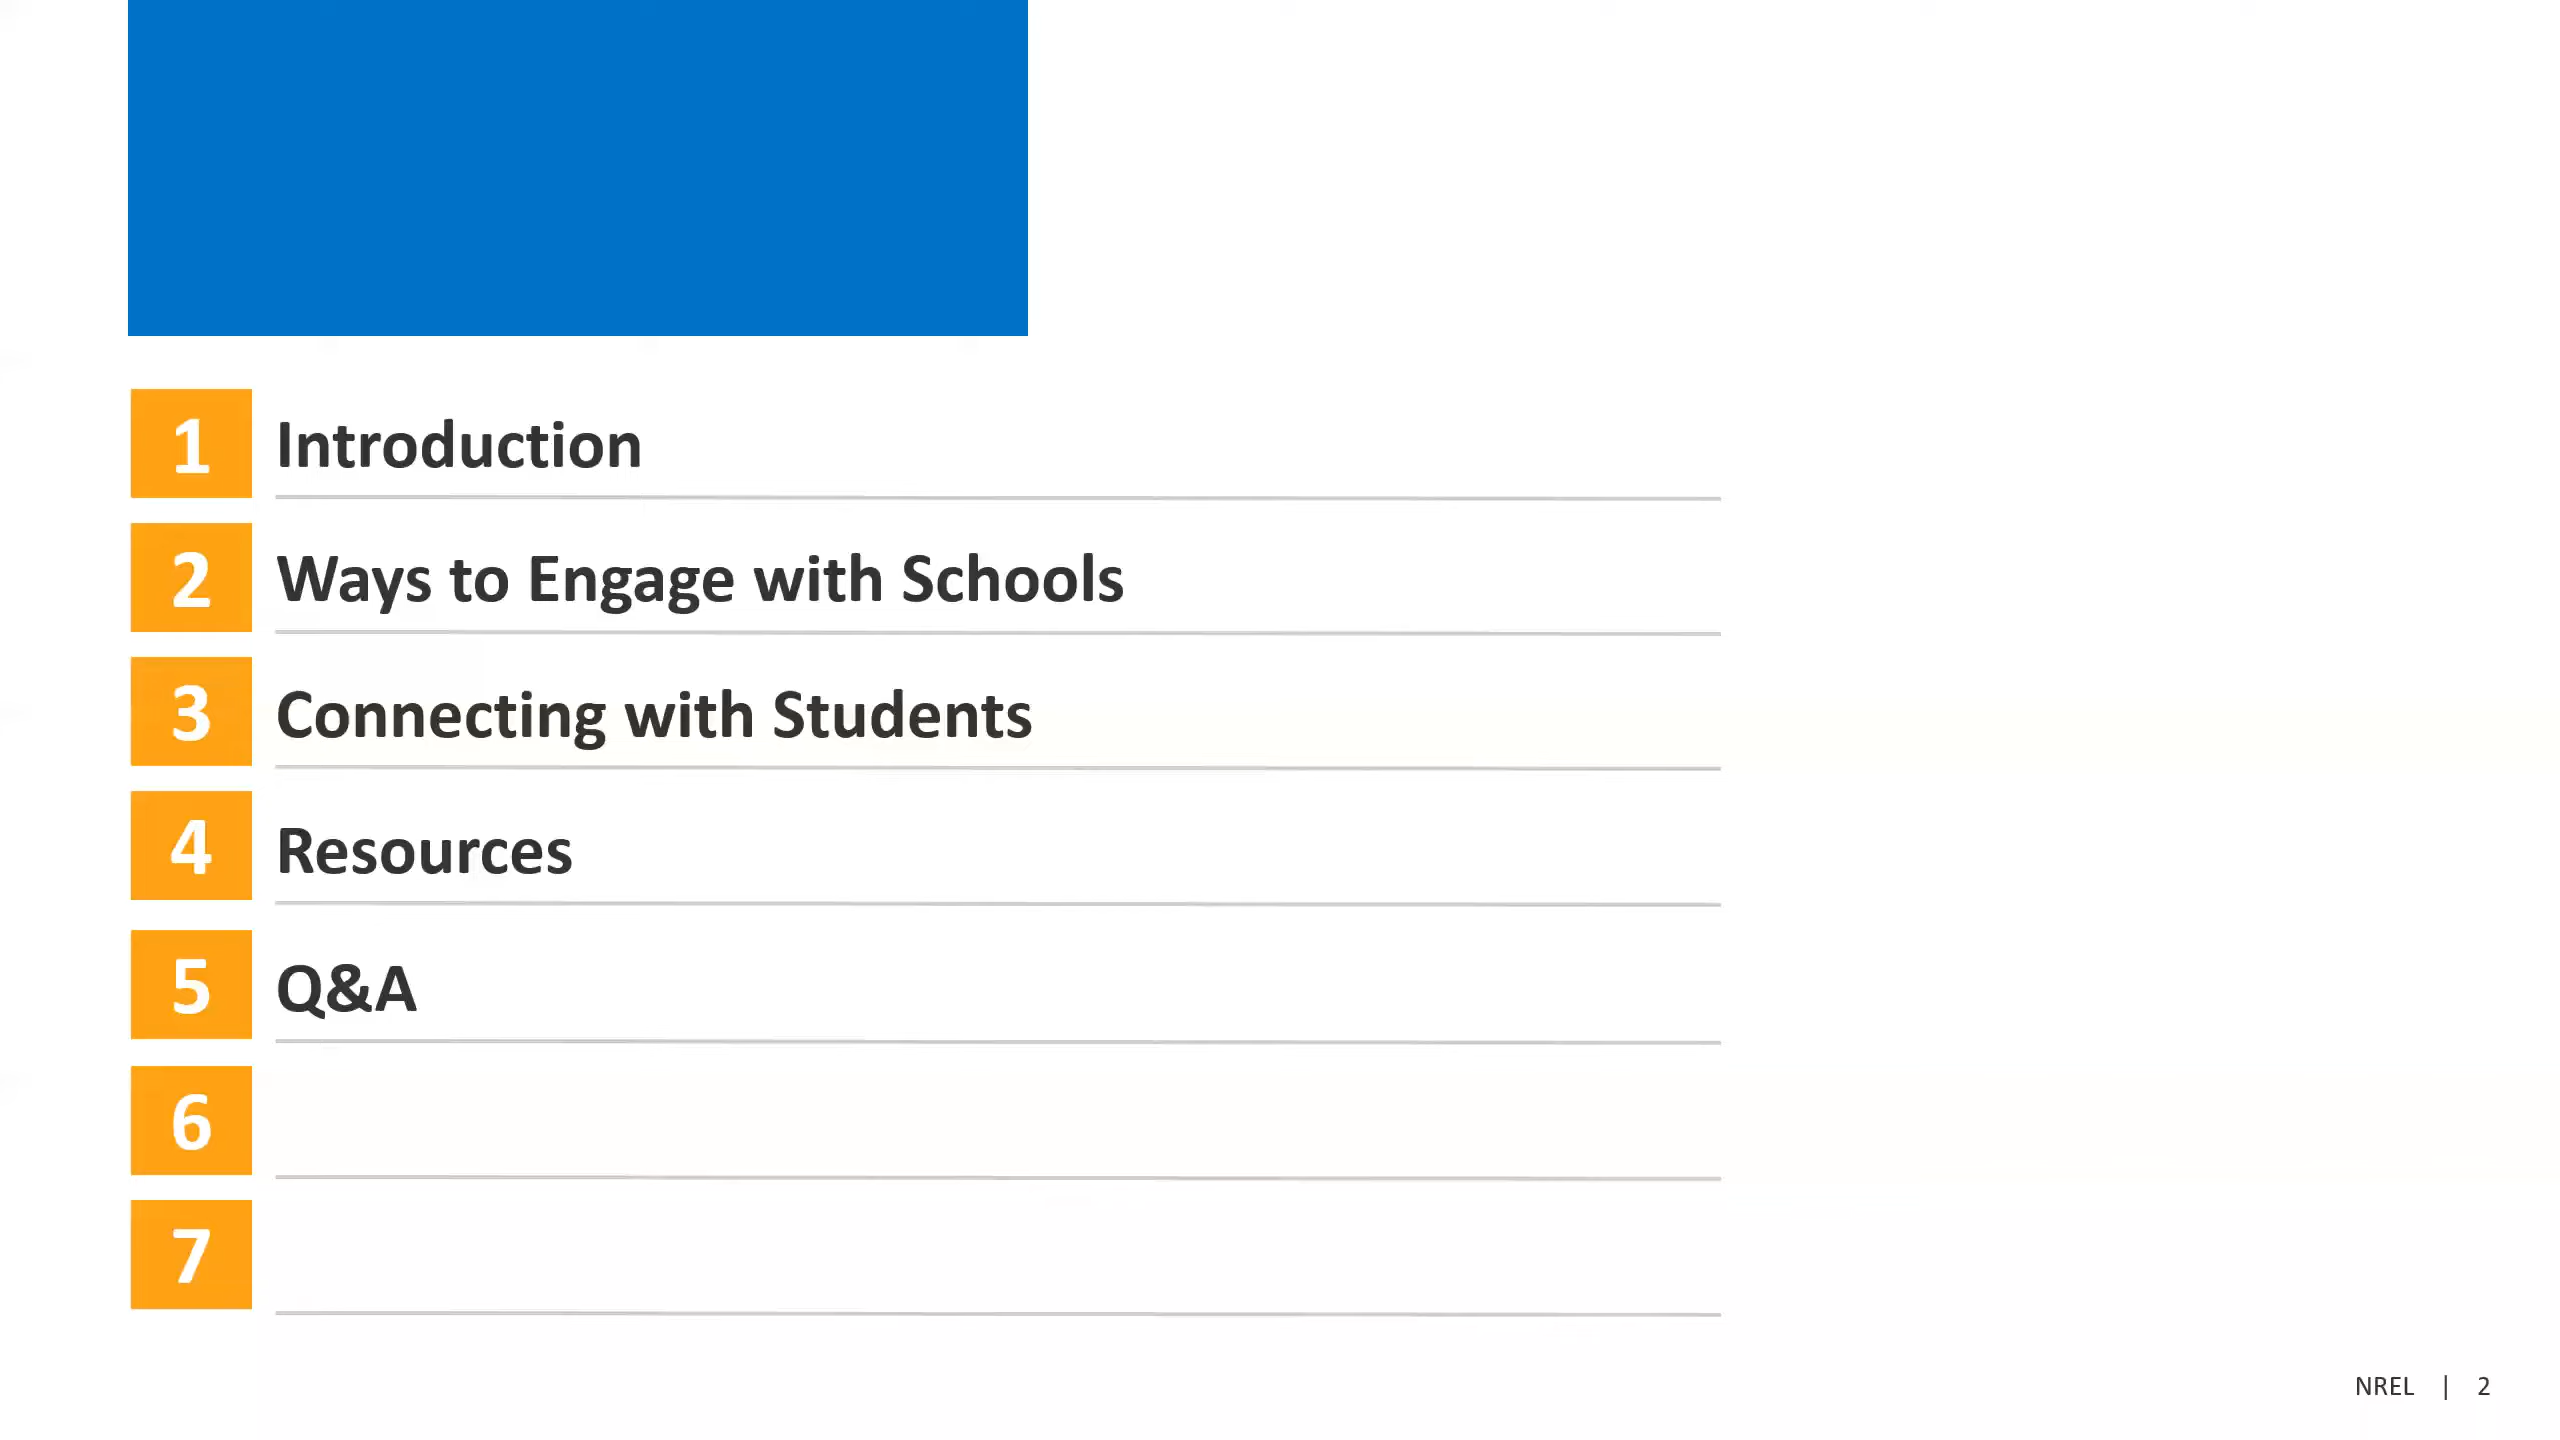 1 Introduction
2 Ways to Engage with Schools
3 Connecting with Students
4 Resources
5 Q&A
6
7
NREL | 2